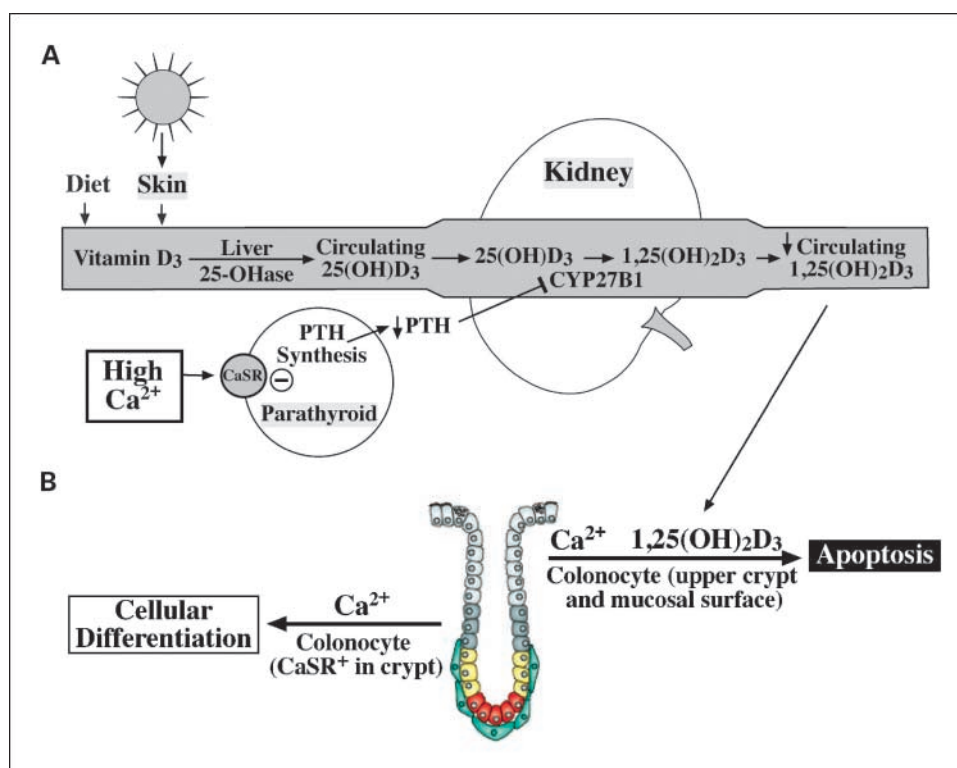 A
Diet
Skin
Kidney
Vitamin D₃
Liver
25-OHase
Circulating
25(OH)D₃
25(OH)D₃
1,25(OH)₂D₃
CYP27B1
↓ Circulating
1,25(OH)₂D₃
High
Ca²⁺
CaSR
−
PTH
Synthesis
Parathyroid
↓ PTH
B
Cellular
Differentiation
Ca²⁺
Colonocyte
(CaSR⁺ in crypt)
Ca²⁺ 1,25(OH)₂D₃
Colonocyte (upper crypt
and mucosal surface)
Apoptosis